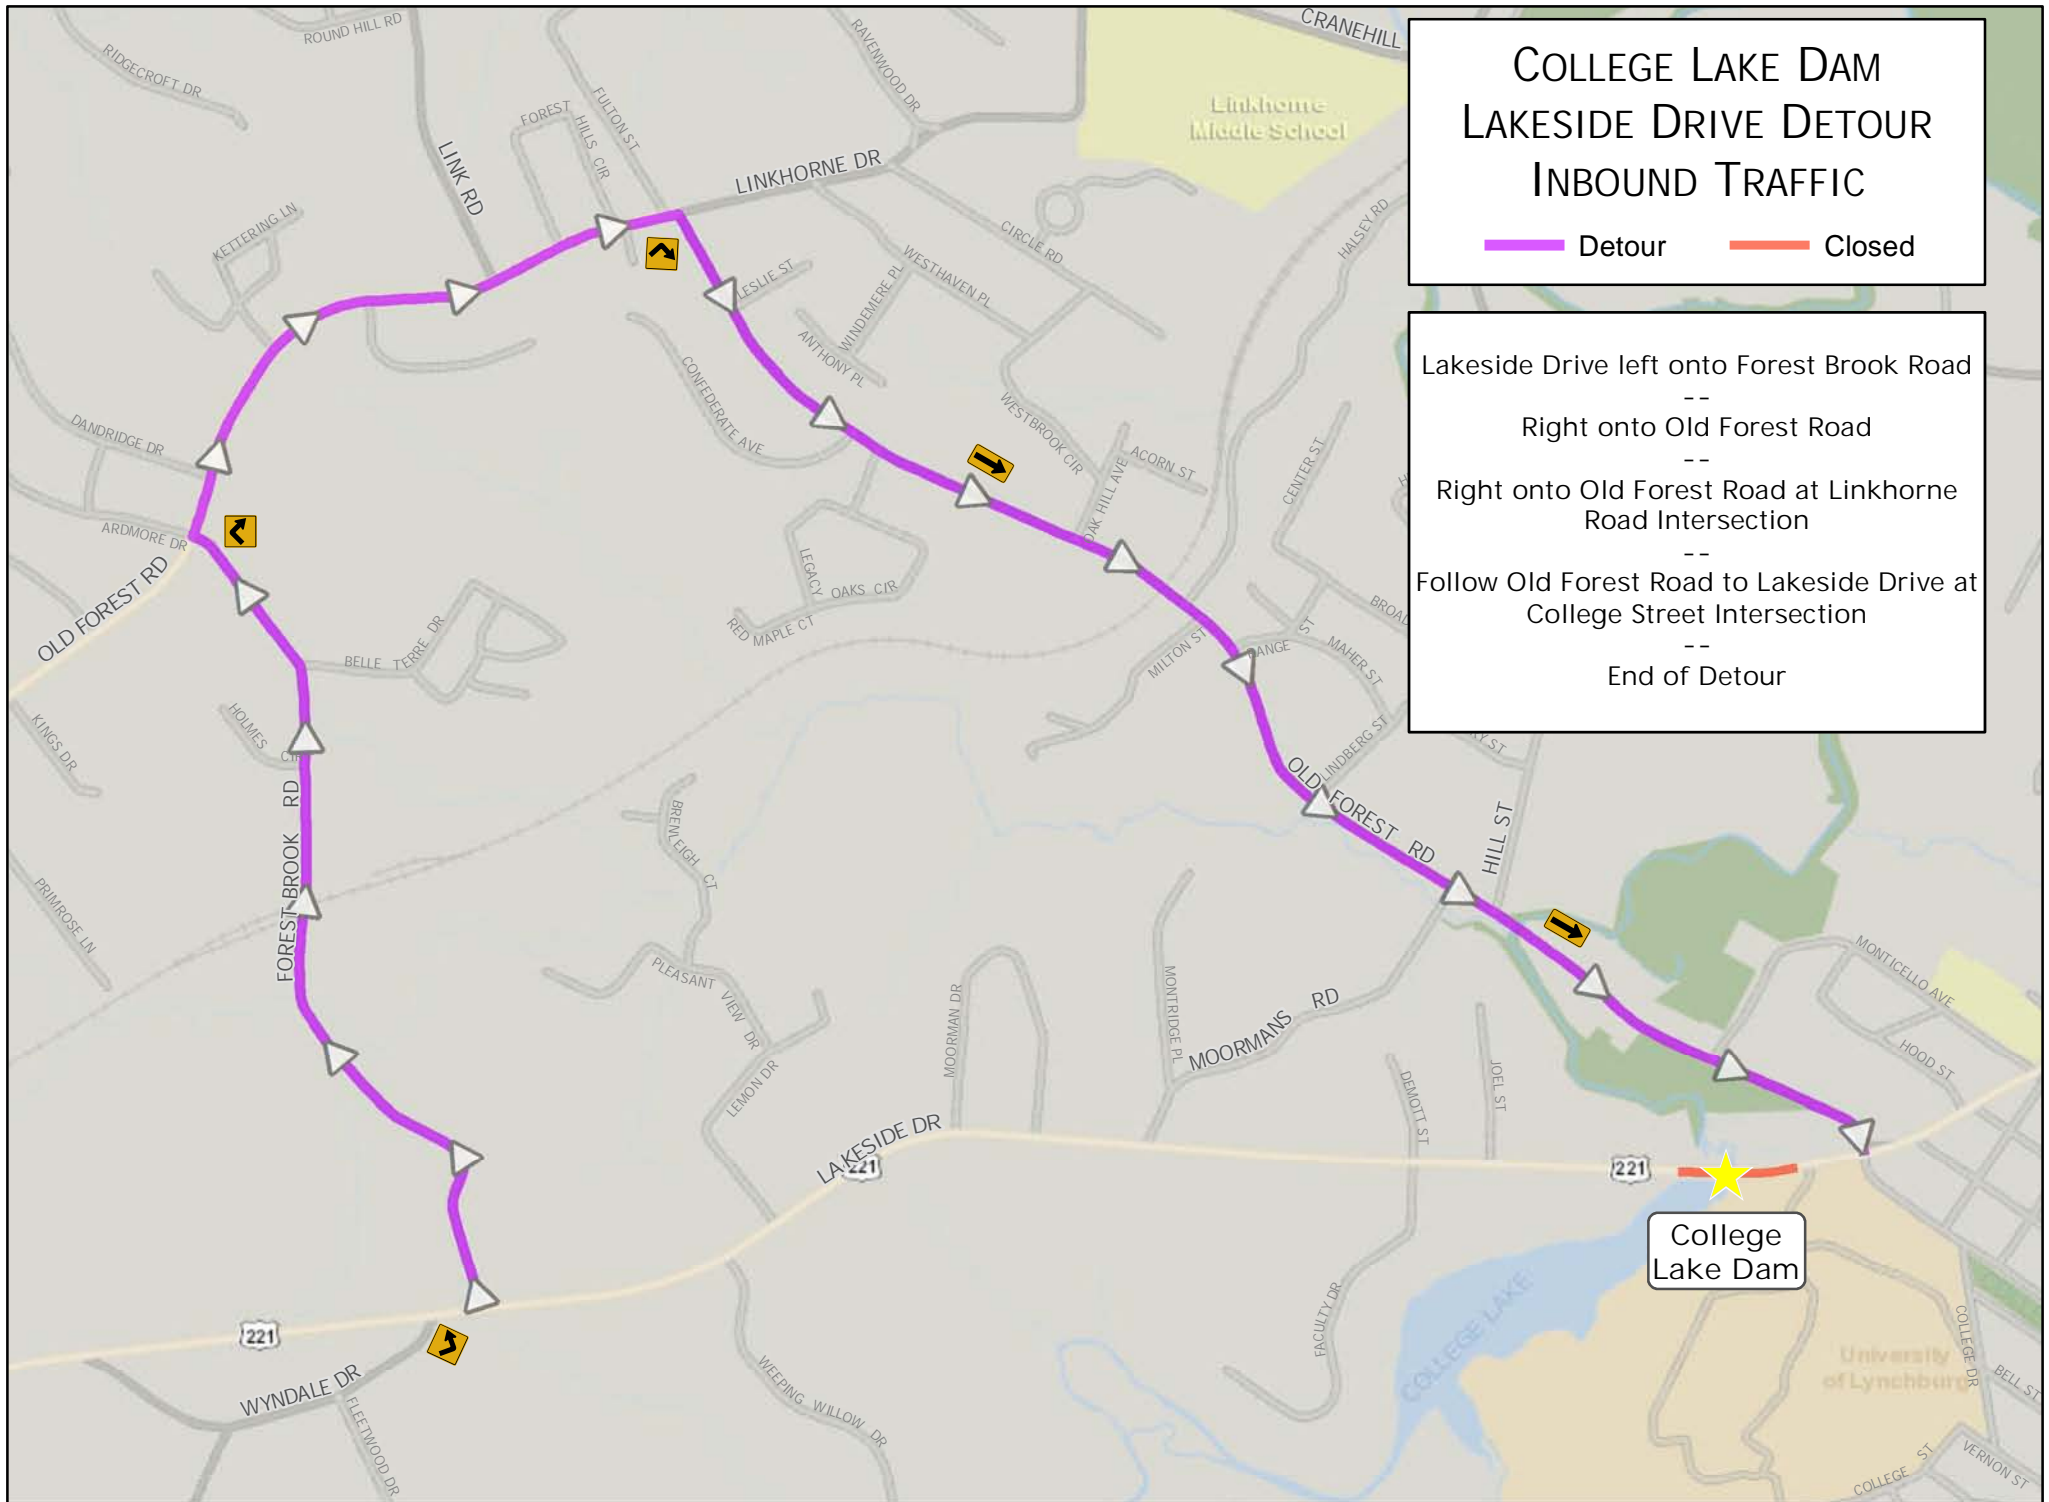 COLLEGE LAKE DAM
LAKESIDE DRIVE DETOUR
INBOUND TRAFFIC
Detour
Closed
Lakeside Drive left onto Forest Brook Road
--
Right onto Old Forest Road
--
Right onto Old Forest Road at Linkhorne
Road Intersection
--
Follow Old Forest Road to Lakeside Drive at
College Street Intersection
--
End of Detour
ROUND HILL RD
RIDGECROFT DR
CRANEHILL
RAVENWOOD DR
Linkhorne
Middle School
FOREST
HILLS CIR
FULTON ST
LINK RD
LINKHORNE DR
KETTERING LN
CIRCLE RD
HALSEY RD
WESTHAVEN PL
LESLIE ST
WINDEMERE PL
ANTHONY PL
CONFEDERATE AVE
WESTBROOK CIR
DANDRIDGE DR
ACORN ST
OAK HILL AVE
CENTER ST
ARDMORE DR
OLD FOREST RD
LEGACY
OAKS CIR
RED MAPLE CT
BELLE TERRE DR
MILTON ST
ST
MAHER ST
HOLMES
KINGS DR
LINDBERG ST
OLD FOREST RD
HILL ST
FOREST BROOK RD
BRENLEIGH CT
PRIMROSE LN
PLEASANT
VIEW DR
LEMON DR
MOORMAN DR
MONTRIDGE PL
MOORMANS RD
MONTICELLO AVE
HOOD ST
JOEL ST
DEMOTT ST
LAKESIDE DR
221
221
College
Lake Dam
221
WYNDALE DR
FLEETWOOD DR
WEEPING WILLOW DR
FACULTY DR
COLLEGE LAKE
University
of Lynchburg
COLLEGE DR
BELL ST
VERNON ST
COLLEGE ST